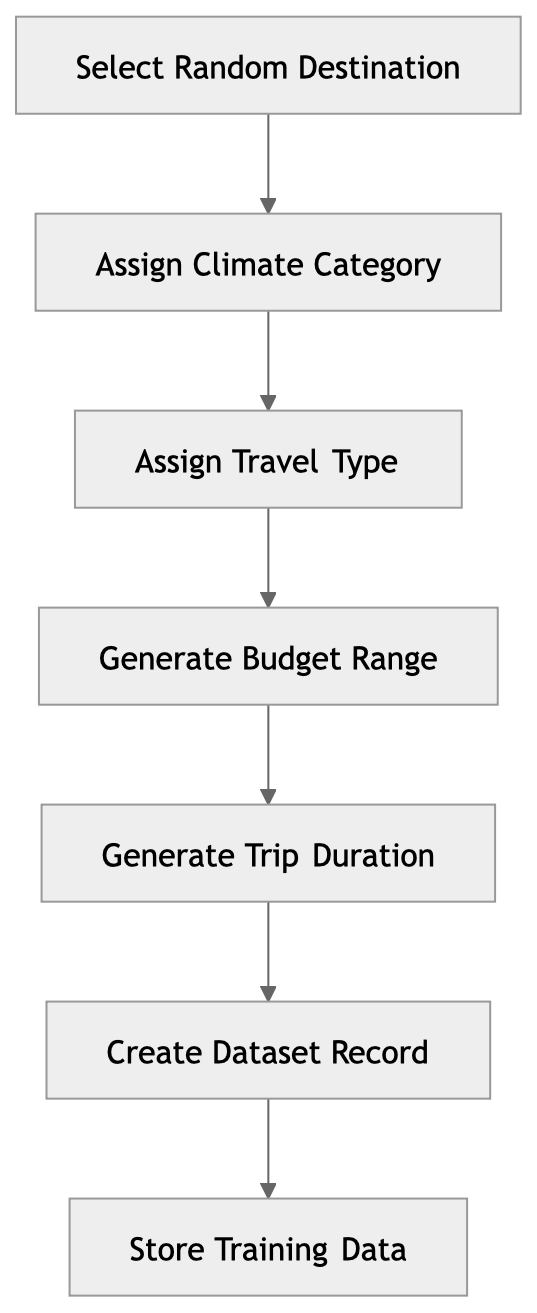 Select Random Destination
Assign Climate Category
Assign Travel Type
Generate Budget Range
Generate Trip Duration
Create Dataset Record
Store Training Data